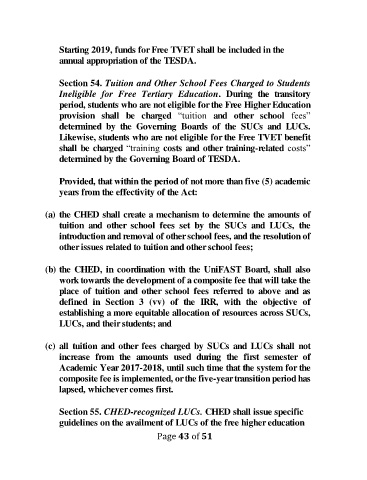 Starting 2019, funds for Free TVET shall be included in the
annual appropriation of the TESDA.
Section 54. Tuition and Other School Fees Charged to Students
Ineligible for Free Tertiary Education. During the transitory
period, students who are not eligible for the Free Higher Education
provision shall be charged “tuition and other school fees”
determined by the Governing Boards of the SUCs and LUCs.
Likewise, students who are not eligible for the Free TVET benefit
shall be charged “training costs and other training-related costs”
determined by the Governing Board of TESDA.
Provided, that within the period of not more than five (5) academic
years from the effectivity of the Act:
(a) the CHED shall create a mechanism to determine the amounts of
tuition and other school fees set by the SUCs and LUCs, the
introduction and removal of other school fees, and the resolution of
other issues related to tuition and other school fees;
(b) the CHED, in coordination with the UniFAST Board, shall also
work towards the development of a composite fee that will take the
place of tuition and other school fees referred to above and as
defined in Section 3 (vv) of the IRR, with the objective of
establishing a more equitable allocation of resources across SUCs,
LUCs, and their students; and
(c) all tuition and other fees charged by SUCs and LUCs shall not
increase from the amounts used during the first semester of
Academic Year 2017-2018, until such time that the system for the
composite fee is implemented, or the five-year transition period has
lapsed, whichever comes first.
Section 55. CHED-recognized LUCs. CHED shall issue specific
guidelines on the availment of LUCs of the free higher education
Page 43 of 51